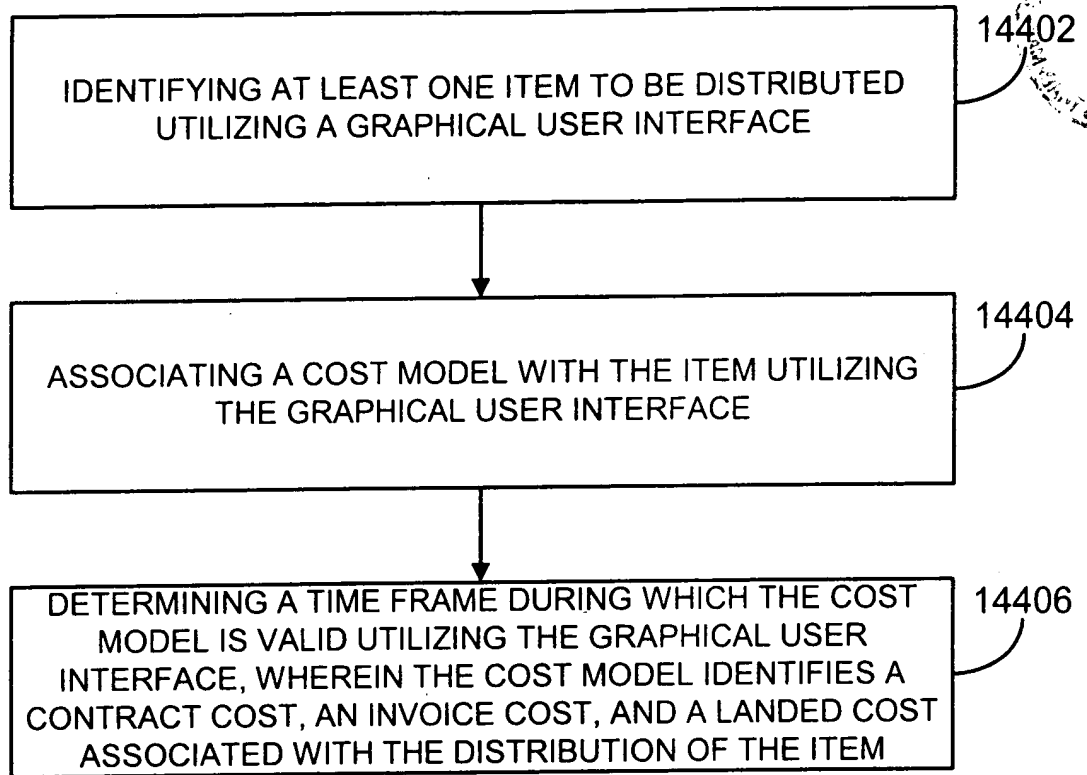 14402
IDENTIFYING AT LEAST ONE ITEM TO BE DISTRIBUTED
UTILIZING A GRAPHICAL USER INTERFACE
14404
ASSOCIATING A COST MODEL WITH THE ITEM UTILIZING
THE GRAPHICAL USER INTERFACE
14406
DETERMINING A TIME FRAME DURING WHICH THE COST
MODEL IS VALID UTILIZING THE GRAPHICAL USER
INTERFACE, WHEREIN THE COST MODEL IDENTIFIES A
CONTRACT COST, AN INVOICE COST, AND A LANDED COST
ASSOCIATED WITH THE DISTRIBUTION OF THE ITEM